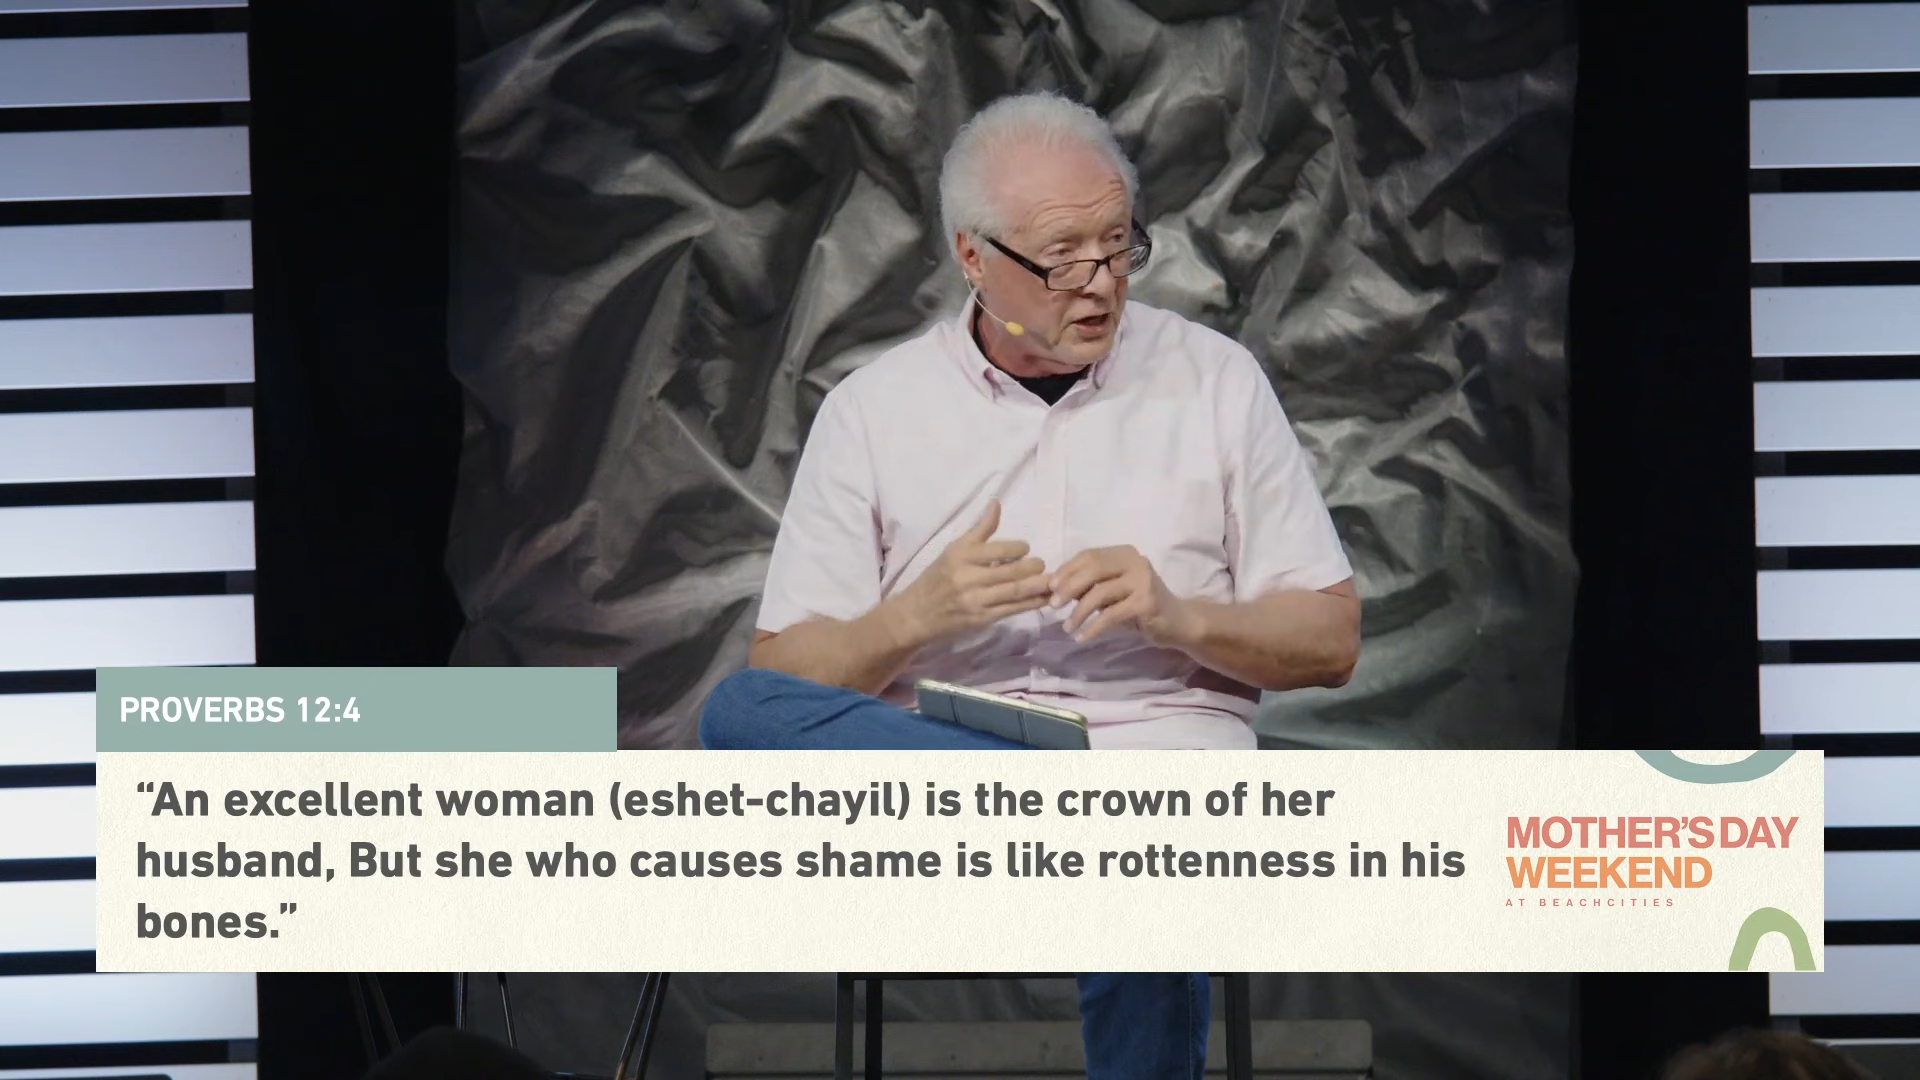 PROVERBS 12:4
“An excellent woman (eshet-chayil) is the crown of her
husband, But she who causes shame is like rottenness in his
bones.”
MOTHER’S DAY
WEEKEND
AT BEACHCITIES